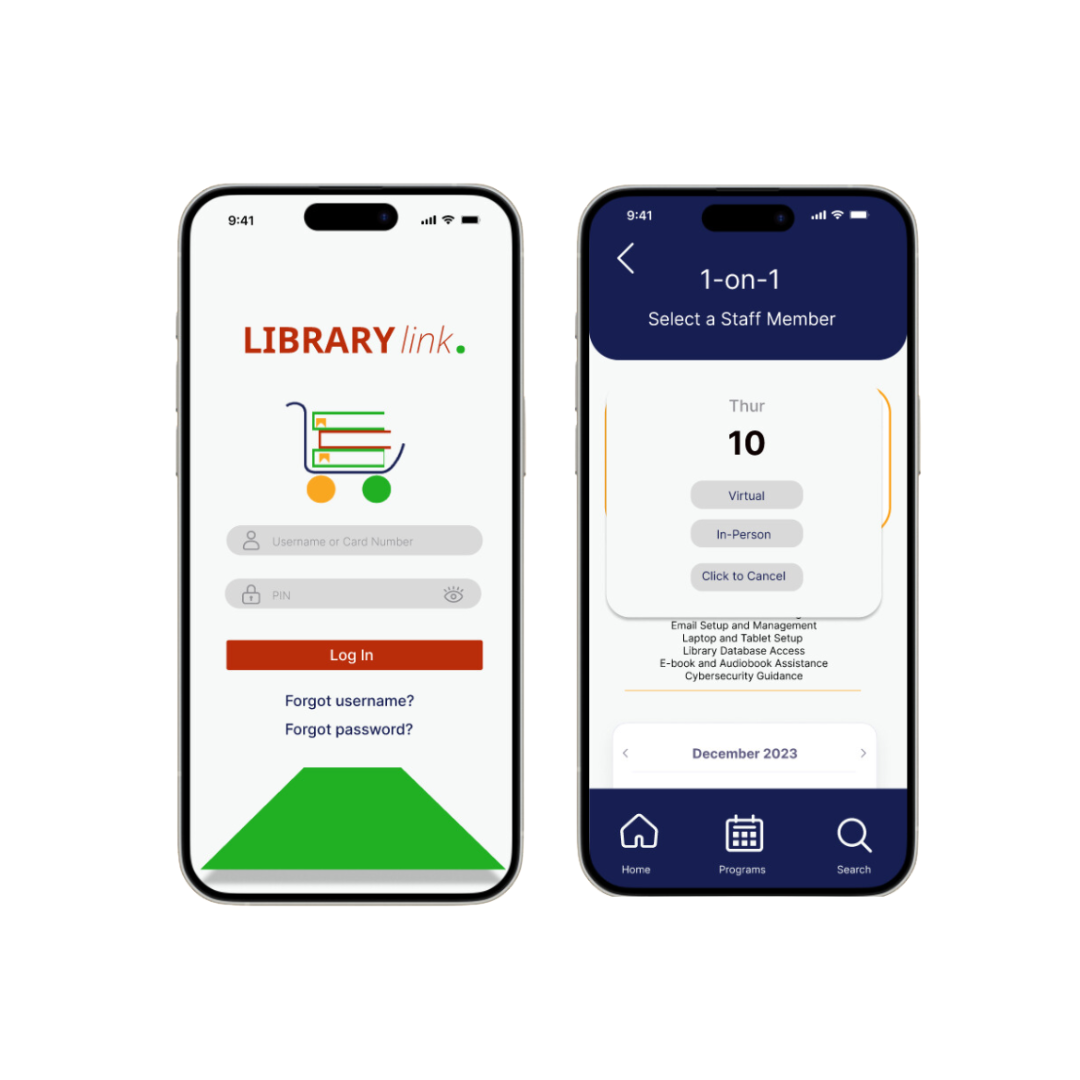 9:41
LIBRARY link.
Username or Card Number
PIN
Log In
Forgot username?
Forgot password?
9:41
1-on-1
Select a Staff Member
Thur
10
Virtual
In-Person
Click to Cancel
Email Setup and Management
Laptop and Tablet Setup
Library Database Access
E-book and Audiobook Assistance
Cybersecurity Guidance
December 2023
Home
Programs
Search